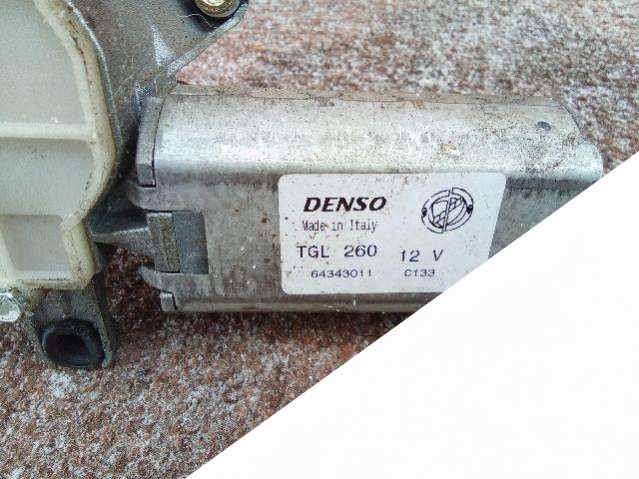 DENSO
Made in Italy
TGL 260 12 V
64343011 C133